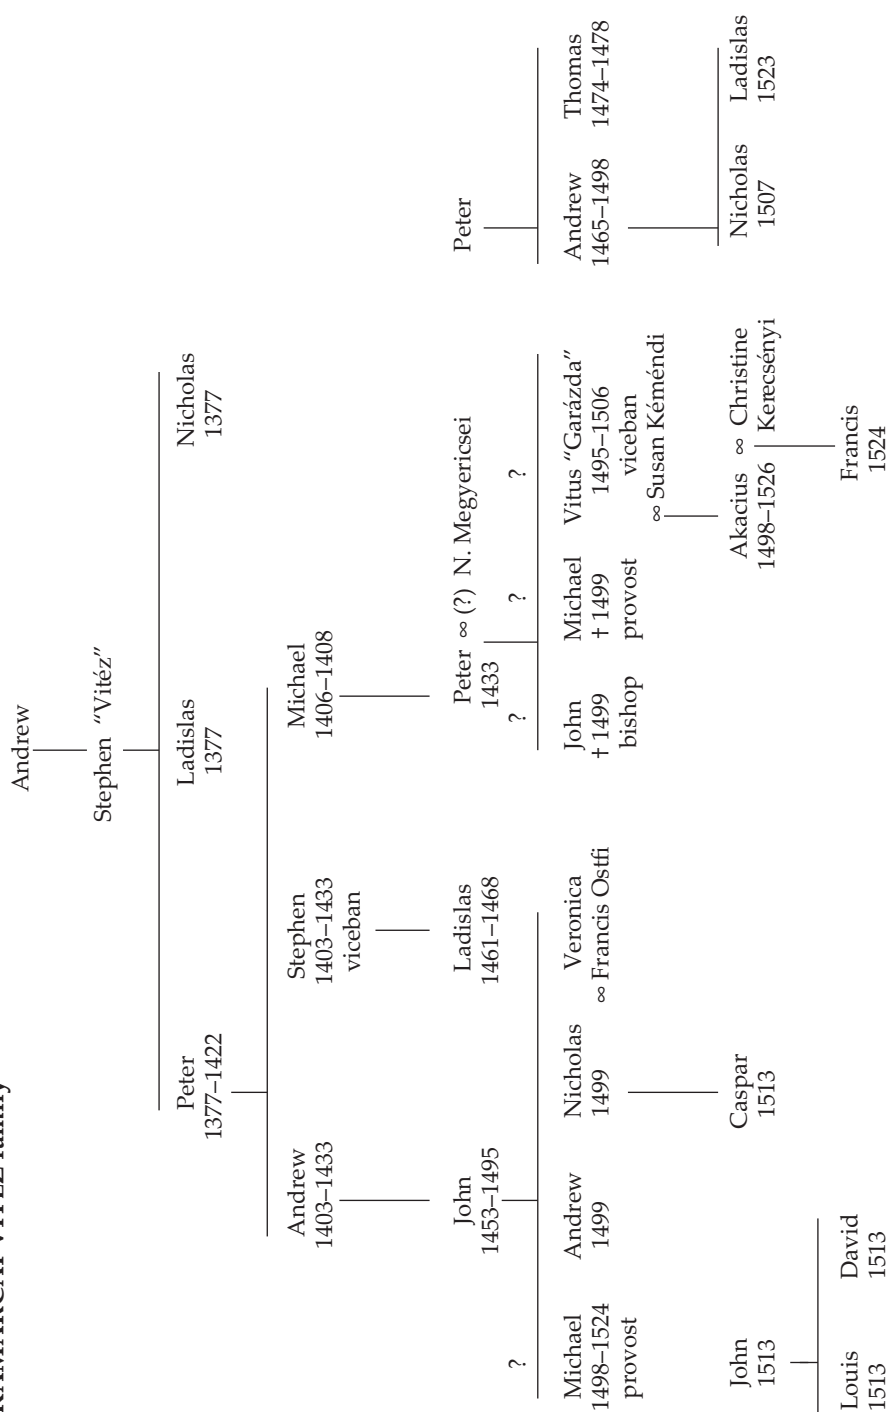 KAMARCAI VITÉZ family
Andrew
Stephen "Vitéz"
Peter
1377–1422
Ladislas
1377
Nicholas
1377
Andrew
1403–1433
Stephen
1403–1433
viceban
Michael
1406–1408
John
1453–1495
Ladislas
1461–1468
Peter ∞ (?) N. Megyericsei
1433
Peter
?
?
?
?
Michael
1498–1524
provost
Andrew
1499
Nicholas
1499
Veronica
∞ Francis Ostfi
John
† 1499
bishop
Michael
† 1499
provost
Vitus "Garázda"
1495–1506
viceban
∞ Susan Kéméndi
Andrew
1465–1498
Thomas
1474–1478
John
1513
Caspar
1513
Akacius ∞ Christine
1498–1526 Kerecsényi
Nicholas
1507
Ladislas
1523
Louis
1513
David
1513
Francis
1524